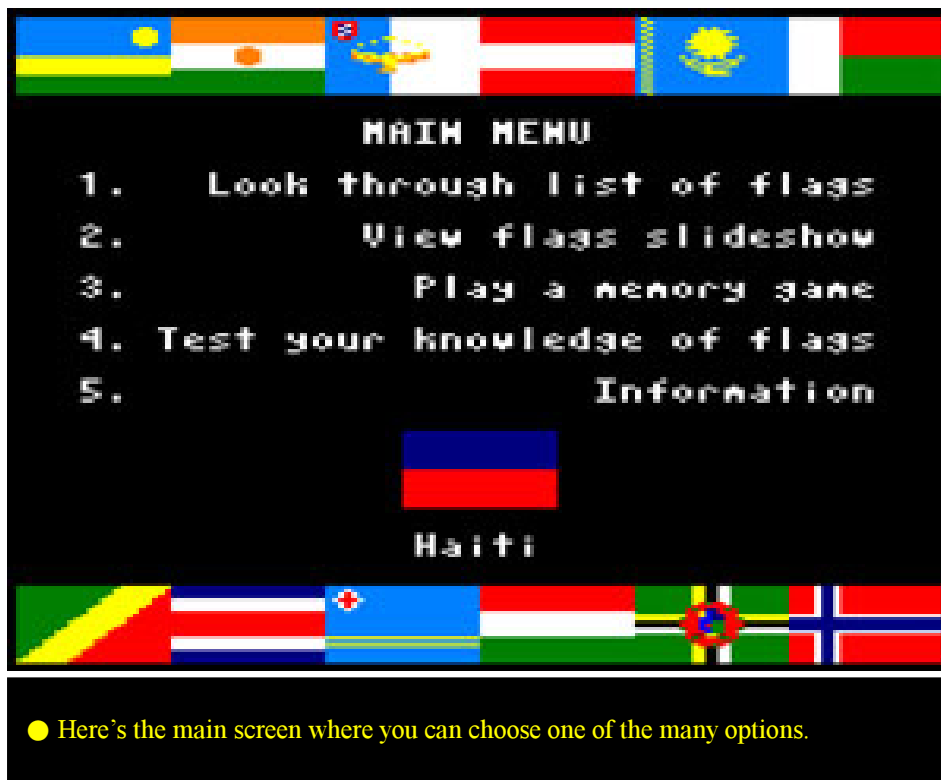 MAIN MENU
1. Look through list of flags
2. View flags slideshow
3. Play a memory game
4. Test your knowledge of flags
5. Information
Haiti
Here’s the main screen where you can choose one of the many options.